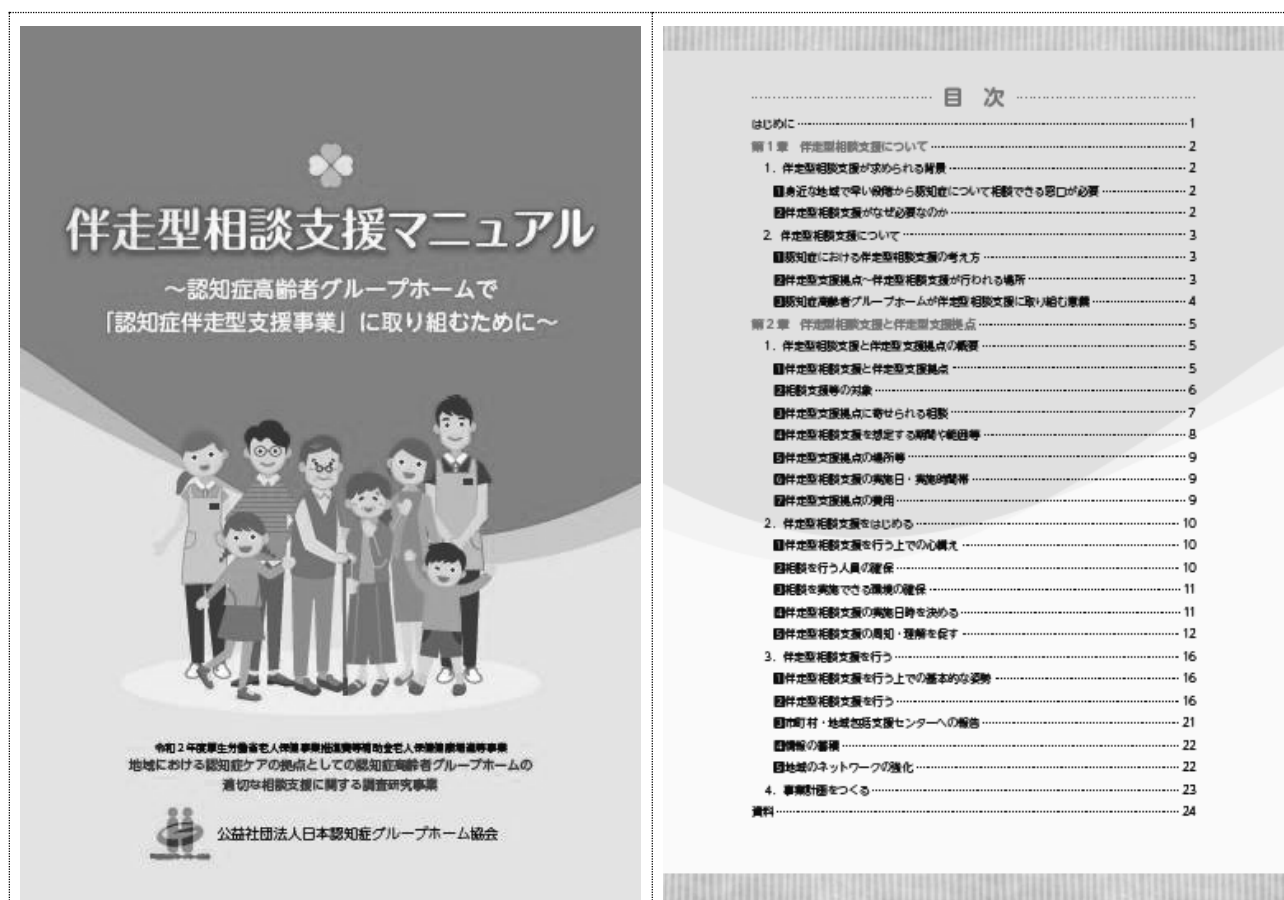 伴走型相談支援マニュアル
～認知症高齢者グループホームで
「認知症伴走型支援事業」に取り組むために～
令和２年度厚生労働省老人保健事業推進費等補助金老人保健健康増進等事業
地域における認知症ケアの拠点としての認知症高齢者グループホームの
適切な相談支援に関する調査研究事業
公益社団法人日本認知症グループホーム協会
目 次
はじめに 1
第１章 伴走型相談支援について 2
1. 伴走型相談支援が求められる背景 2
1身近な地域で早い段階から認知症について相談できる窓口が必要 2
2伴走型相談支援がなぜ必要なのか 2
2. 伴走型相談支援について 3
1認知症における伴走型相談支援の考え方 3
2伴走型支援拠点～伴走型相談支援が行われる場所 3
3認知症高齢者グループホームが伴走型相談支援に取り組む意義 4
第２章 伴走型相談支援と伴走型支援拠点 5
1. 伴走型相談支援と伴走型支援拠点の概要 5
1伴走型相談支援と伴走型支援拠点 5
2相談支援等の対象 6
3伴走型支援拠点に寄せられる相談 7
4伴走型相談支援を想定する期間や範囲等 8
5伴走型支援拠点の場所等 9
6伴走型相談支援の実施日・実施時間帯 9
7伴走型支援拠点の費用 9
2. 伴走型相談支援をはじめる 10
1伴走型相談支援を行う上での心構え 10
2相談を行う人員の確保 10
3相談を実施できる環境の確保 11
4伴走型相談支援の実施日時を決める 11
5伴走型相談支援の周知・理解を促す 12
3. 伴走型相談支援を行う 16
1伴走型相談支援を行う上での基本的な姿勢 16
2伴走型相談支援を行う 16
3市町村・地域包括支援センターへの報告 21
4情報の蓄積 22
5地域のネットワークの強化 22
4. 事業計画をつくる 23
資料 24